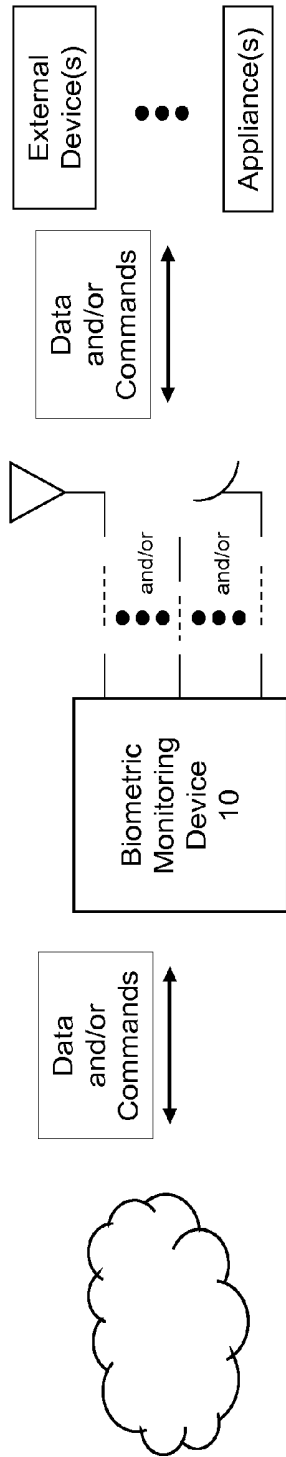 Data
and/or
Commands
Biometric
Monitoring
Device
10
and/or
and/or
Data
and/or
Commands
External
Device(s)
Appliance(s)